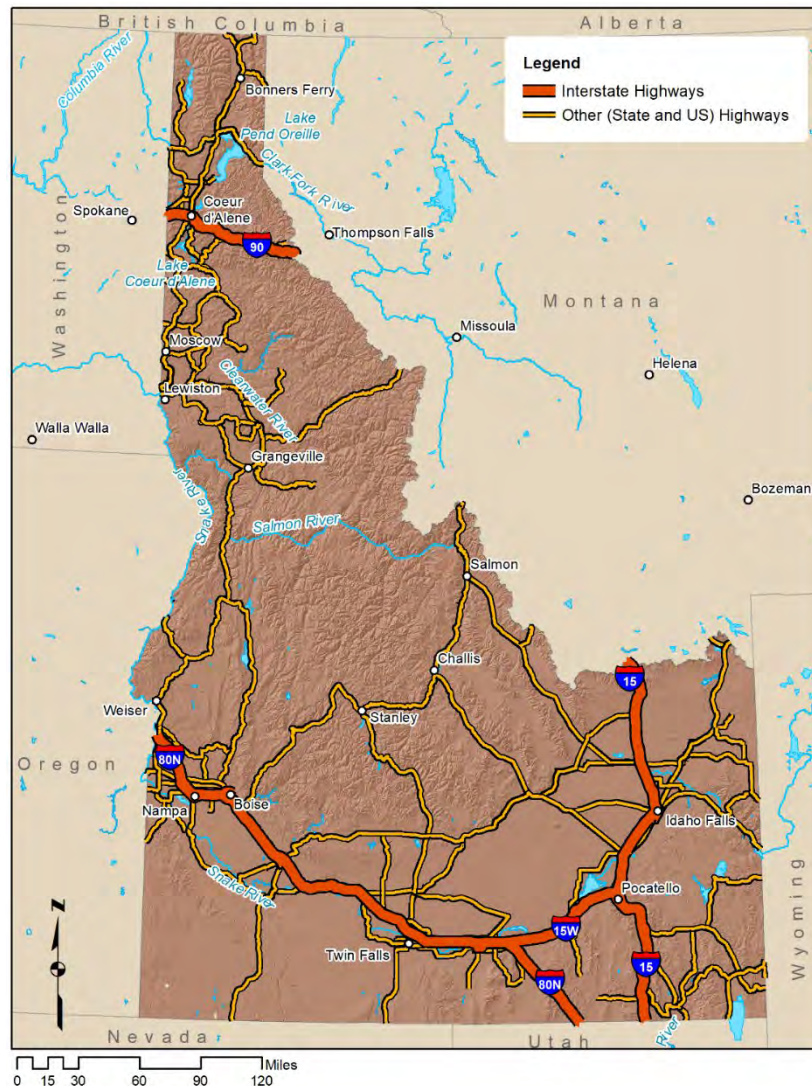 British Columbia
Alberta
Legend
Interstate Highways
Other (State and US) Highways
Columbia River
Bonners Ferry
Lake
Pend Oreille
Clark Fork River
Spokane
Coeur
d'Alene
Thompson Falls
90
Washington
Lake
Coeur d'Alene
Montana
Missoula
Moscow
Helena
Lewiston
Clearwater River
Walla Walla
Grangeville
Bozeman
Snake River
Salmon River
Salmon
Challis
15
Weiser
Stanley
Oregon
80N
Nampa
Boise
Idaho Falls
Snake River
Pocatello
Wyoming
N
15W
Twin Falls
15
80N
Nevada
Utah
River
Miles
0 15 30 60 90 120